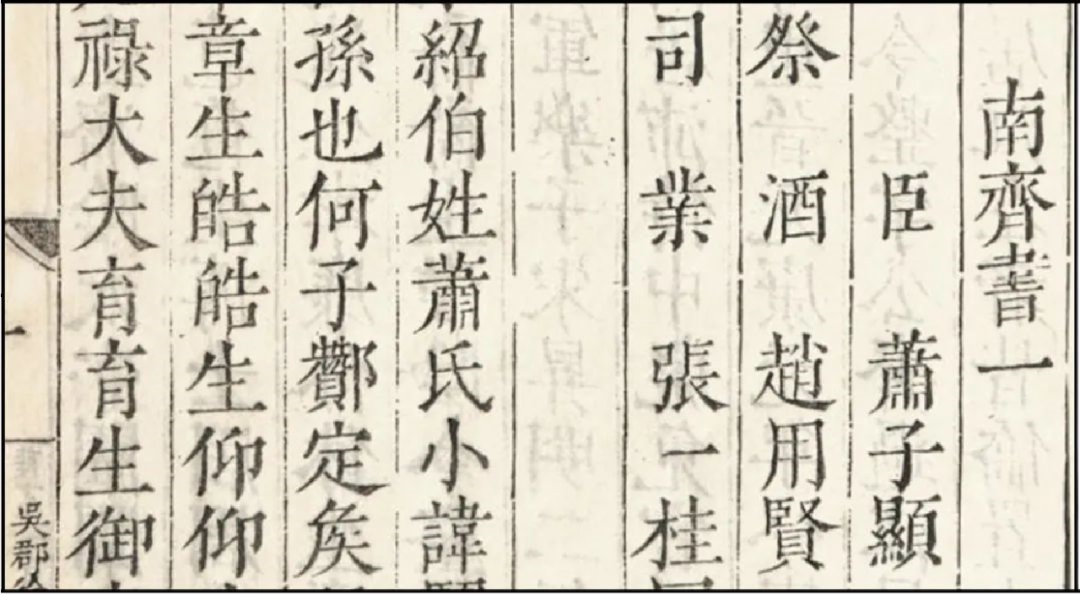 南齊書一
臣蕭子顯
祭酒趙用賢
司業張一桂
紹伯姓蕭氏小諱
孫也何子酇定侯
章生皓皓生仰仰
祿大夫育育生御
一
吳郡徐